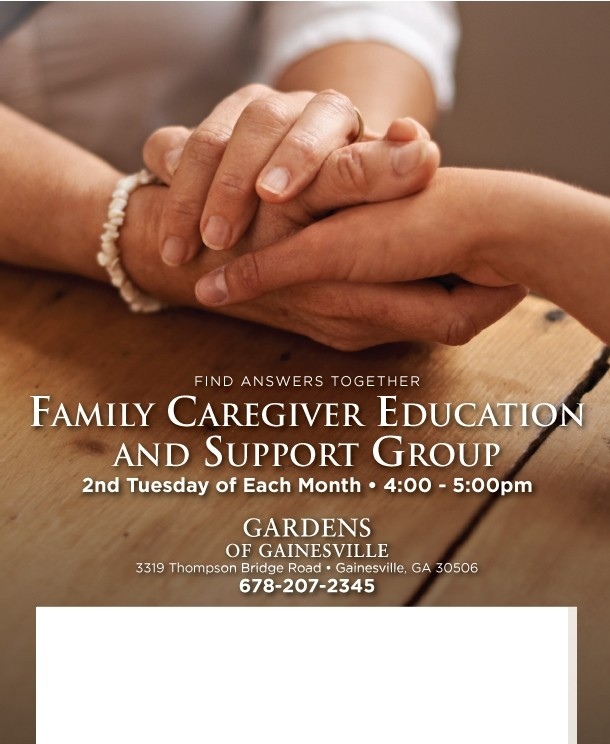 FIND ANSWERS TOGETHER
FAMILY CAREGIVER EDUCATION
AND SUPPORT GROUP
2nd Tuesday of Each Month • 4:00 - 5:00pm
GARDENS
OF GAINESVILLE
3319 Thompson Bridge Road • Gainesville, GA 30506
678-207-2345